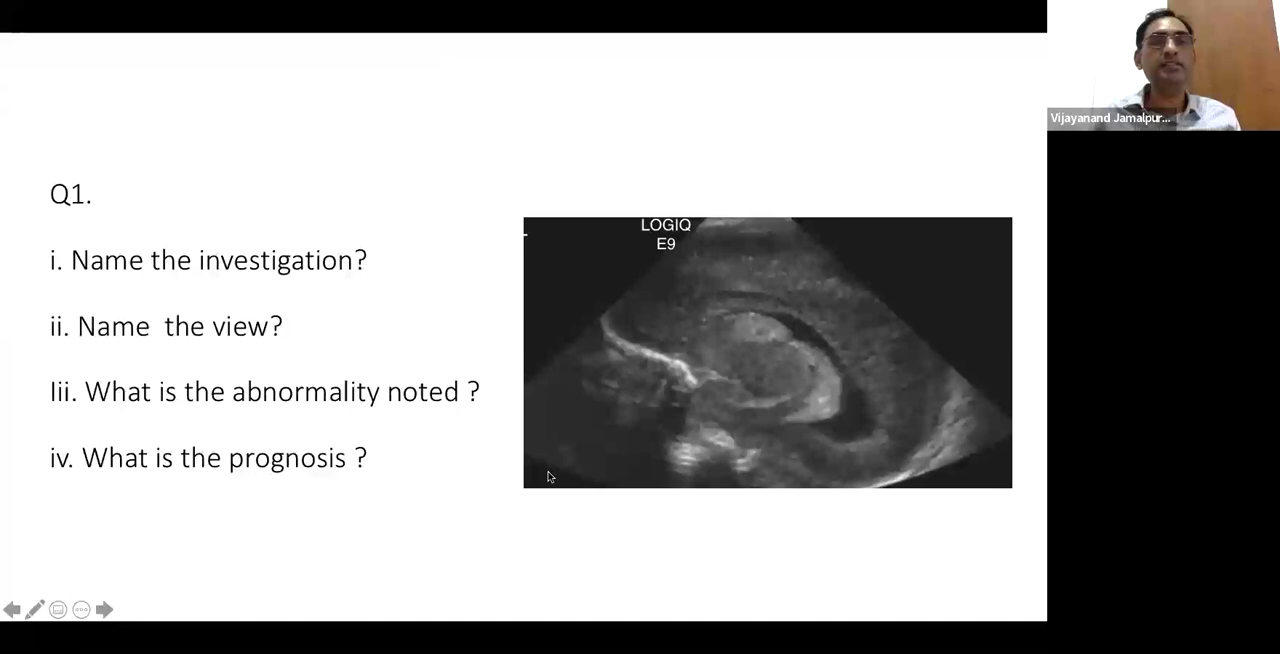 Vijayanand Jamalpur...
Q1.
i. Name the investigation?
ii. Name the view?
Iii. What is the abnormality noted ?
iv. What is the prognosis ?
LOGIQ
E9